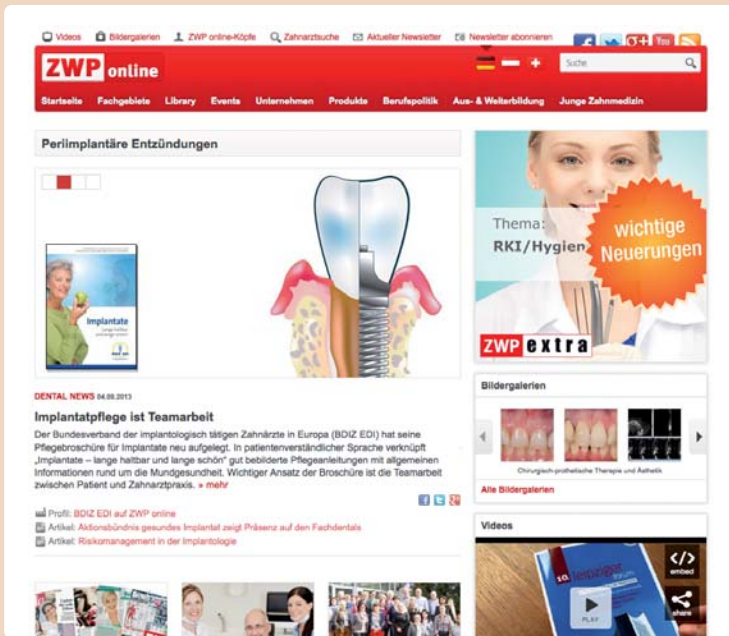 Videos Bildergalerien ZWP online-Köpfe Zahnarztsuche Aktueller Newsletter Newsletter abonnieren
ZWP online
Suche
Startseite Fachgebiete Library Events Unternehmen Produkte Berufspolitik Aus- & Weiterbildung Junge Zahnmedizin
Periimplantäre Entzündungen
Implantate
DENTAL NEWS 04.09.2013
Implantatpflege ist Teamarbeit
Der Bundesverband der implantologisch tätigen Zahnärzte in Europa (BDIZ EDI) hat seine
Pflegebroschüre für Implantate neu aufgelegt. In patientenverständlicher Sprache verknüpft
„Implantate – lange haltbar und lange schön“ gut bebilderte Pflegeanleitungen mit allgemeinen
Informationen rund um die Mundgesundheit. Wichtiger Ansatz der Broschüre ist die Teamarbeit
zwischen Patient und Zahnarztpraxis. » mehr
Profil: BDIZ EDI auf ZWP online
Artikel: Aktionsbündnis gesundes Implantat zeigt Präsenz auf den Fachdentals
Artikel: Risikomanagement in der Implantologie
Thema:
RKI/Hygien
wichtige
Neuerungen
ZWP extra
Bildergalerien
Chirurgisch-prothetische Therapie und Ästhetik
Alle Bildergalerien
Videos
leipziger
forum
embed
PLAY
share